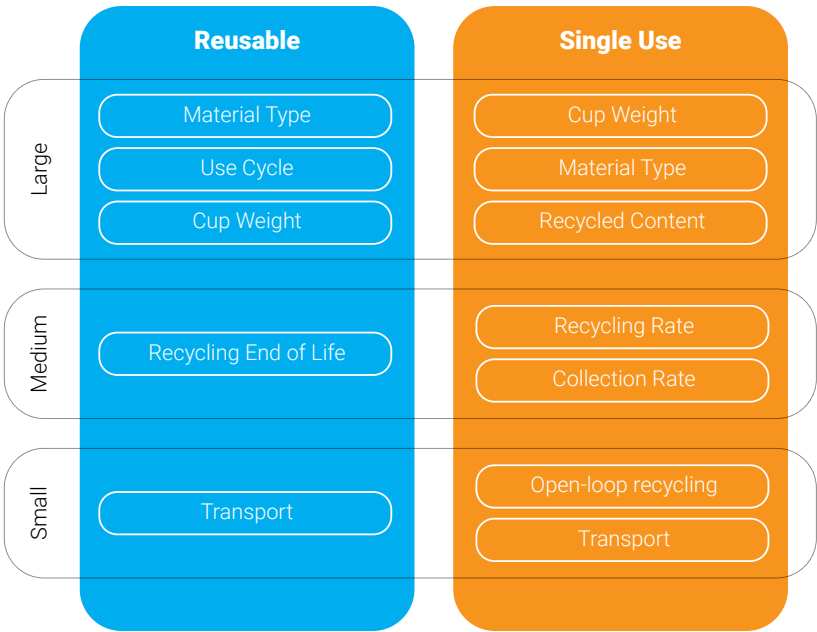 Reusable
Single Use
Large
Material Type
Use Cycle
Cup Weight
Cup Weight
Material Type
Recycled Content
Medium
Recycling End of Life
Recycling Rate
Collection Rate
Small
Transport
Open-loop recycling
Transport